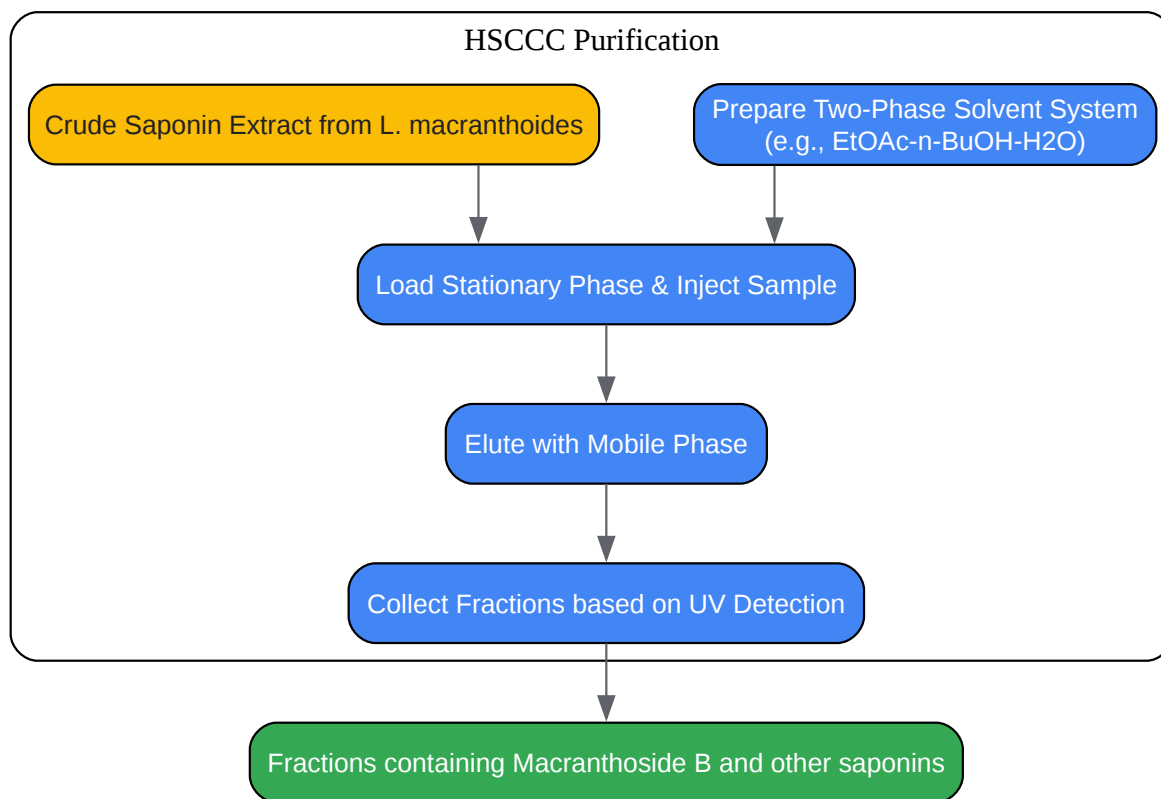 HSCCC Purification
Crude Saponin Extract from L. macranthoides
Prepare Two-Phase Solvent System
(e.g., EtOAc-n-BuOH-H2O)
Load Stationary Phase & Inject Sample
Elute with Mobile Phase
Collect Fractions based on UV Detection
Fractions containing Macranthoside B and other saponins